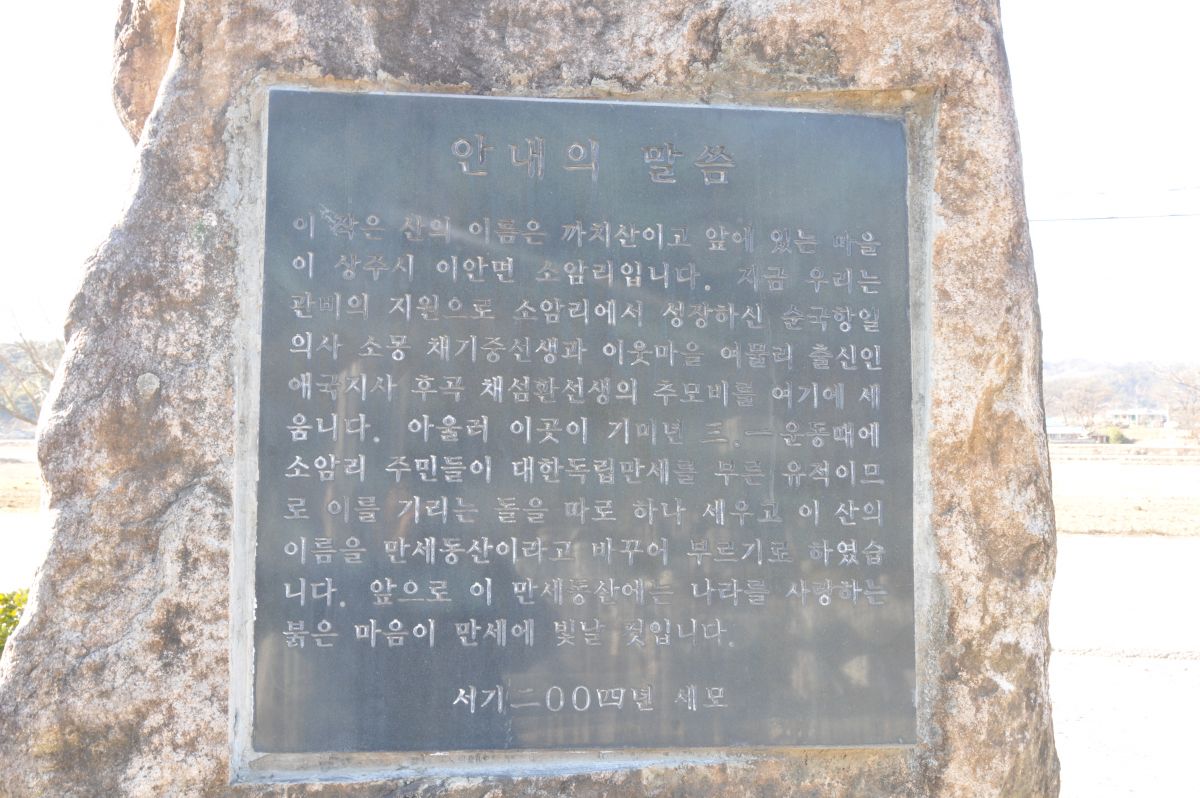 안내의 말씀
이 작은 산의 이름은 까치산이고 앞에 있는 마을
이 상주시 이안면 소암리입니다. 지금 우리는
관비의 지원으로 소암리에서 성장하신 순국항일
의사 소몽 채기중선생과 이웃마을 여물리 출신인
애국지사 후곡 채섬환선생의 추모비를 여기에 세
움니다. 아울러 이곳이 기미년 三.一운동때에
소암리 주민들이 대한독립만세를 부른 유적이므
로 이를 기리는 돌을 따로 하나 세우고 이 산의
이름을 만세동산이라고 바꾸어 부르기로 하였습
니다. 앞으로 이 만세동산에는 나라를 사랑하는
붉은 마음이 만세에 빛날 것입니다.
서기二00四년 세모